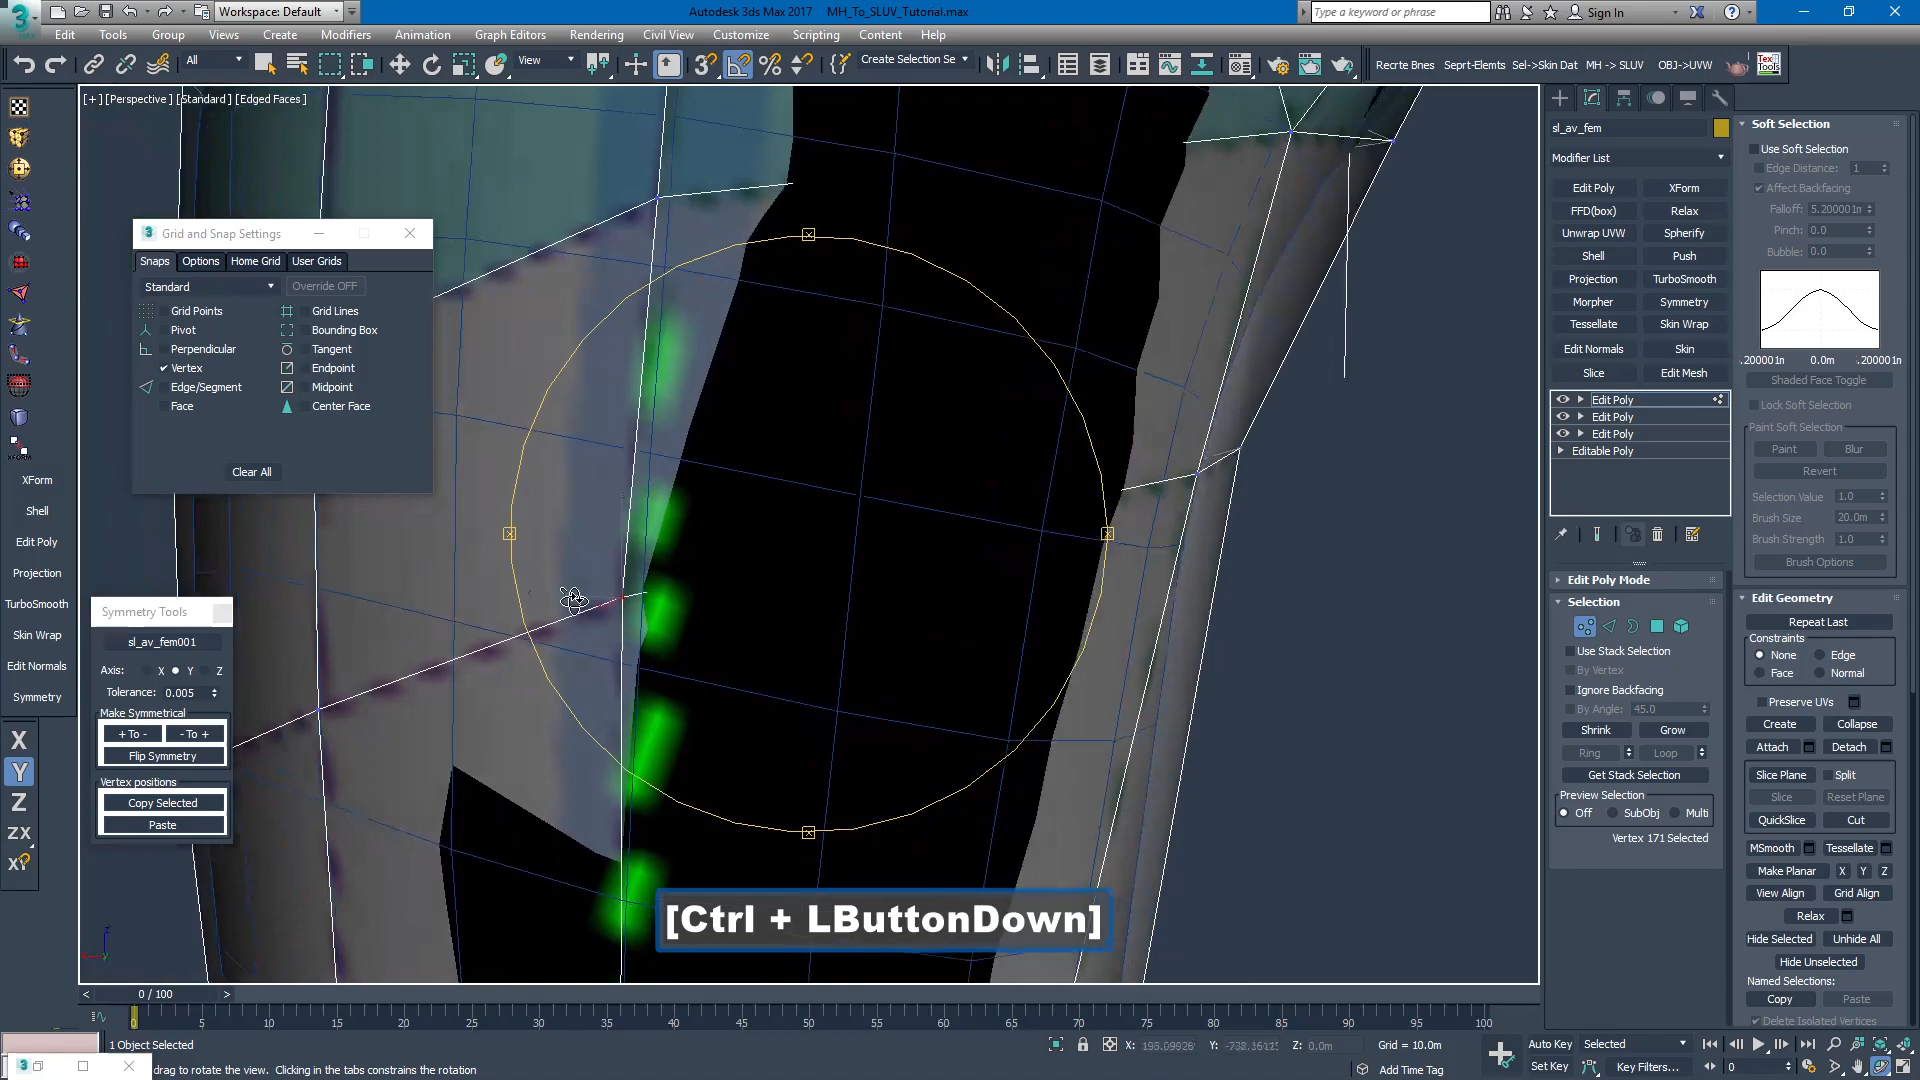 Workspace: Default
Autodesk 3ds Max 2017    MH_To_SLUV_Tutorial.max
Type a keyword or phrase
Sign In
Edit Tools Group Views Create Modifiers Animation Graph Editors Rendering Civil View Customize Scripting Content Help
All View Create Selection Se
Recrte Bnes Seprt-Elemts Sel->Skin Dat MH -> SLUV OBJ->UVW
[+] [Perspective] [Standard] [Edged Faces]
Grid and Snap Settings
Snaps Options Home Grid User Grids
Standard Override OFF
Grid Points Grid Lines
Pivot Bounding Box
Perpendicular Tangent
Vertex Endpoint
Edge/Segment Midpoint
Face Center Face
Clear All
XForm
Shell
Edit Poly
Projection
TurboSmooth
Skin Wrap
Edit Normals
Symmetry
X
Y
Z
ZX
XY
Symmetry Tools
sl_av_fem001
Axis: X Y Z
Tolerance: 0.005
Make Symmetrical
+ To - - To +
Flip Symmetry
Vertex positions
Copy Selected
Paste
[Ctrl + LButtonDown]
sl_av_fem
Modifier List
Edit Poly XForm
FFD(box) Relax
Unwrap UVW Spherify
Shell Push
Projection TurboSmooth
Morpher Symmetry
Tessellate Skin Wrap
Edit Normals Skin
Slice Edit Mesh
Edit Poly
Edit Poly
Edit Poly
Editable Poly
Edit Poly Mode
Selection
Use Stack Selection
By Vertex
Ignore Backfacing
By Angle: 45.0
Shrink Grow
Ring Loop
Get Stack Selection
Preview Selection
Off SubObj Multi
Vertex 171 Selected
Soft Selection
Use Soft Selection
Edge Distance: 1
Affect Backfacing
Falloff: 5.200001m
Pinch: 0.0
Bubble: 0.0
.200001n 0.0m .200001n
Shaded Face Toggle
Lock Soft Selection
Paint Soft Selection
Paint Blur
Revert
Selection Value 1.0
Brush Size 20.0m
Brush Strength 1.0
Brush Options
Edit Geometry
Repeat Last
Constraints
None Edge
Face Normal
Preserve UVs
Create Collapse
Attach Detach
Slice Plane Split
Slice Reset Plane
QuickSlice Cut
MSmooth Tessellate
Make Planar X Y Z
View Align Grid Align
Relax
Hide Selected Unhide All
Hide Unselected
Named Selections:
Copy Paste
Delete Isolated Vertices
< 0 / 100 >
0 5 10 15 20 25 30 35 40 45 50 55 60 65 70 75 80 85 90 95 100
1 Object Selected
X: Y: Z: 0.0m Grid = 10.0m
Auto Key Selected
drag to rotate the view. Clicking in the tabs constrains the rotation
Add Time Tag
Set Key Key Filters... 0